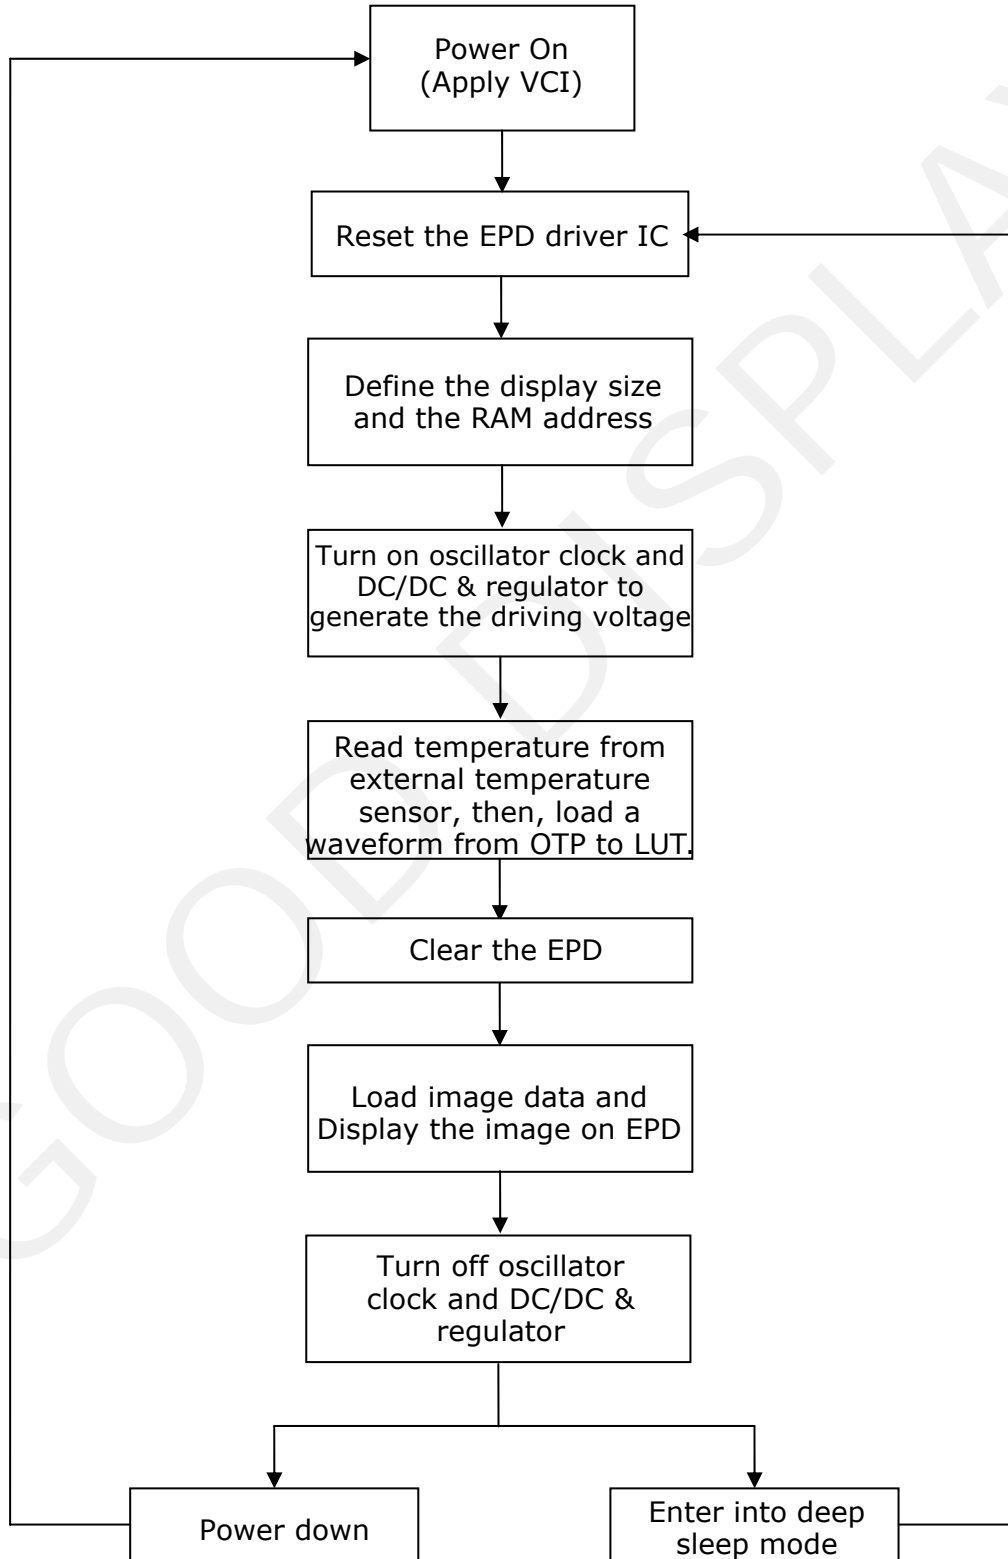 Power On
(Apply VCI)
Reset the EPD driver IC
Define the display size
and the RAM address
Turn on oscillator clock and
DC/DC & regulator to
generate the driving voltage
Read temperature from
external temperature
sensor, then, load a
waveform from OTP to LUT.
Clear the EPD
Load image data and
Display the image on EPD
Turn off oscillator
clock and DC/DC &
regulator
Power down
Enter into deep
sleep mode
GOOD DISPLAY